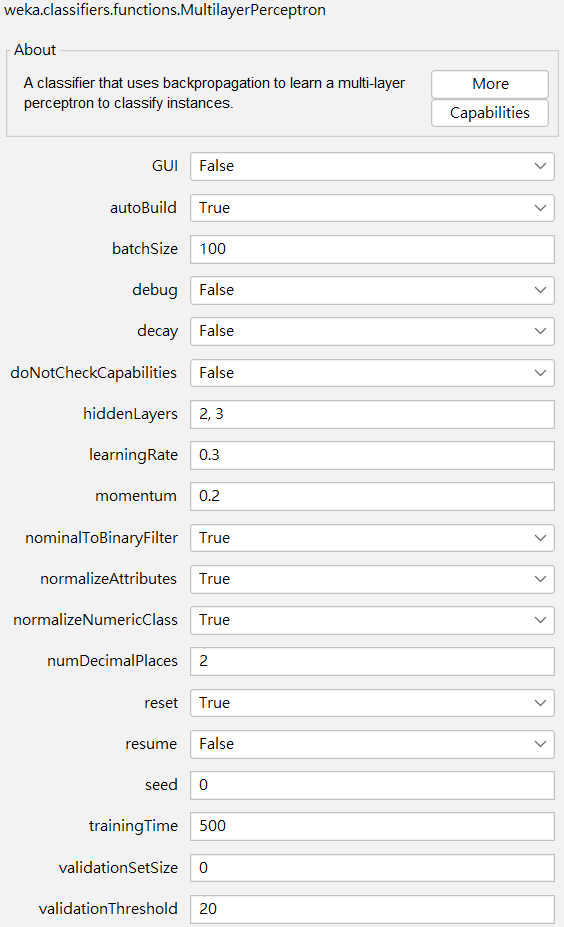 weka.classifiers.functions.MultilayerPerceptron
About
A classifier that uses backpropagation to learn a multi-layer
perceptron to classify instances.
More
Capabilities
GUI False
autoBuild True
batchSize 100
debug False
decay False
doNotCheckCapabilities False
hiddenLayers 2, 3
learningRate 0.3
momentum 0.2
nominalToBinaryFilter True
normalizeAttributes True
normalizeNumericClass True
numDecimalPlaces 2
reset True
resume False
seed 0
trainingTime 500
validationSetSize 0
validationThreshold 20